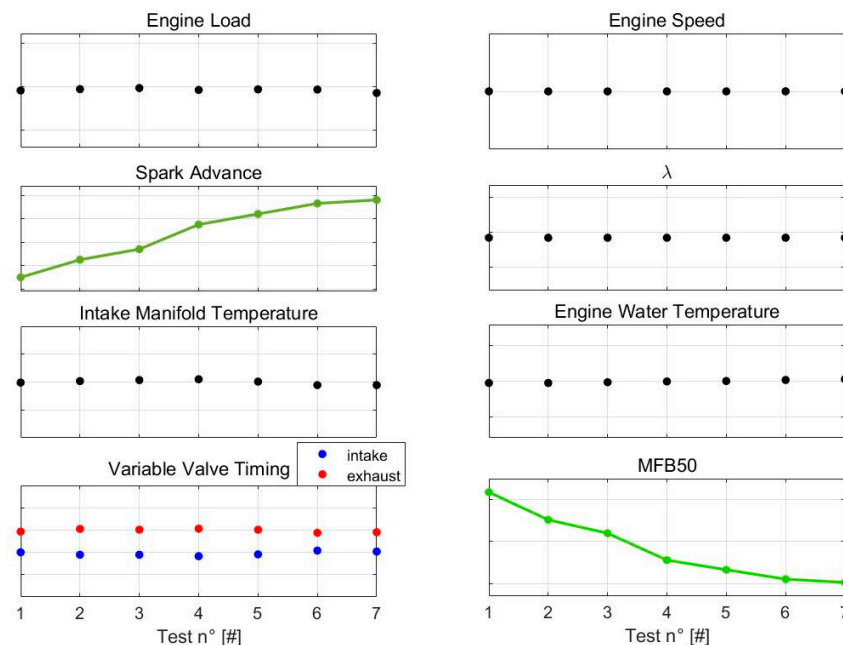 Engine Load
Engine Speed
Spark Advance
λ
Intake Manifold Temperature
Engine Water Temperature
Variable Valve Timing
intake
exhaust
MFB50
1 2 3 4 5 6 7
Test n° [#]
1 2 3 4 5 6 7
Test n° [#]